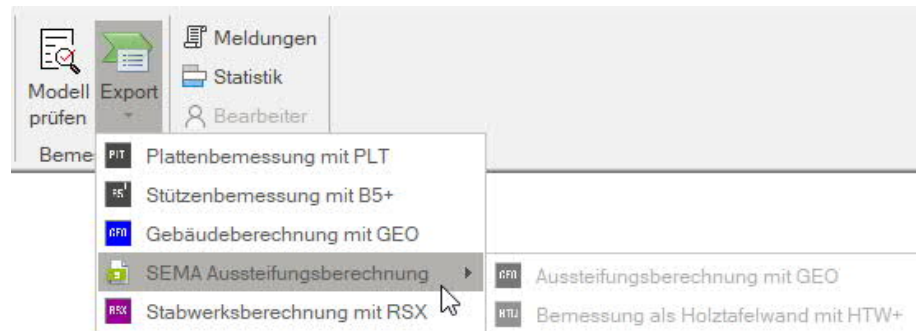 Meldungen
Statistik
Bearbeiter
Modell prüfen
Export
Beme
PLT Plattenbemessung mit PLT
B5+ Stützenbemessung mit B5+
GEO Gebäudeberechnung mit GEO
SEMA Aussteifungsberechnung
GEO Aussteifungsberechnung mit GEO
HTW Bemessung als Holztafelwand mit HTW+
RSX Stabwerksberechnung mit RSX